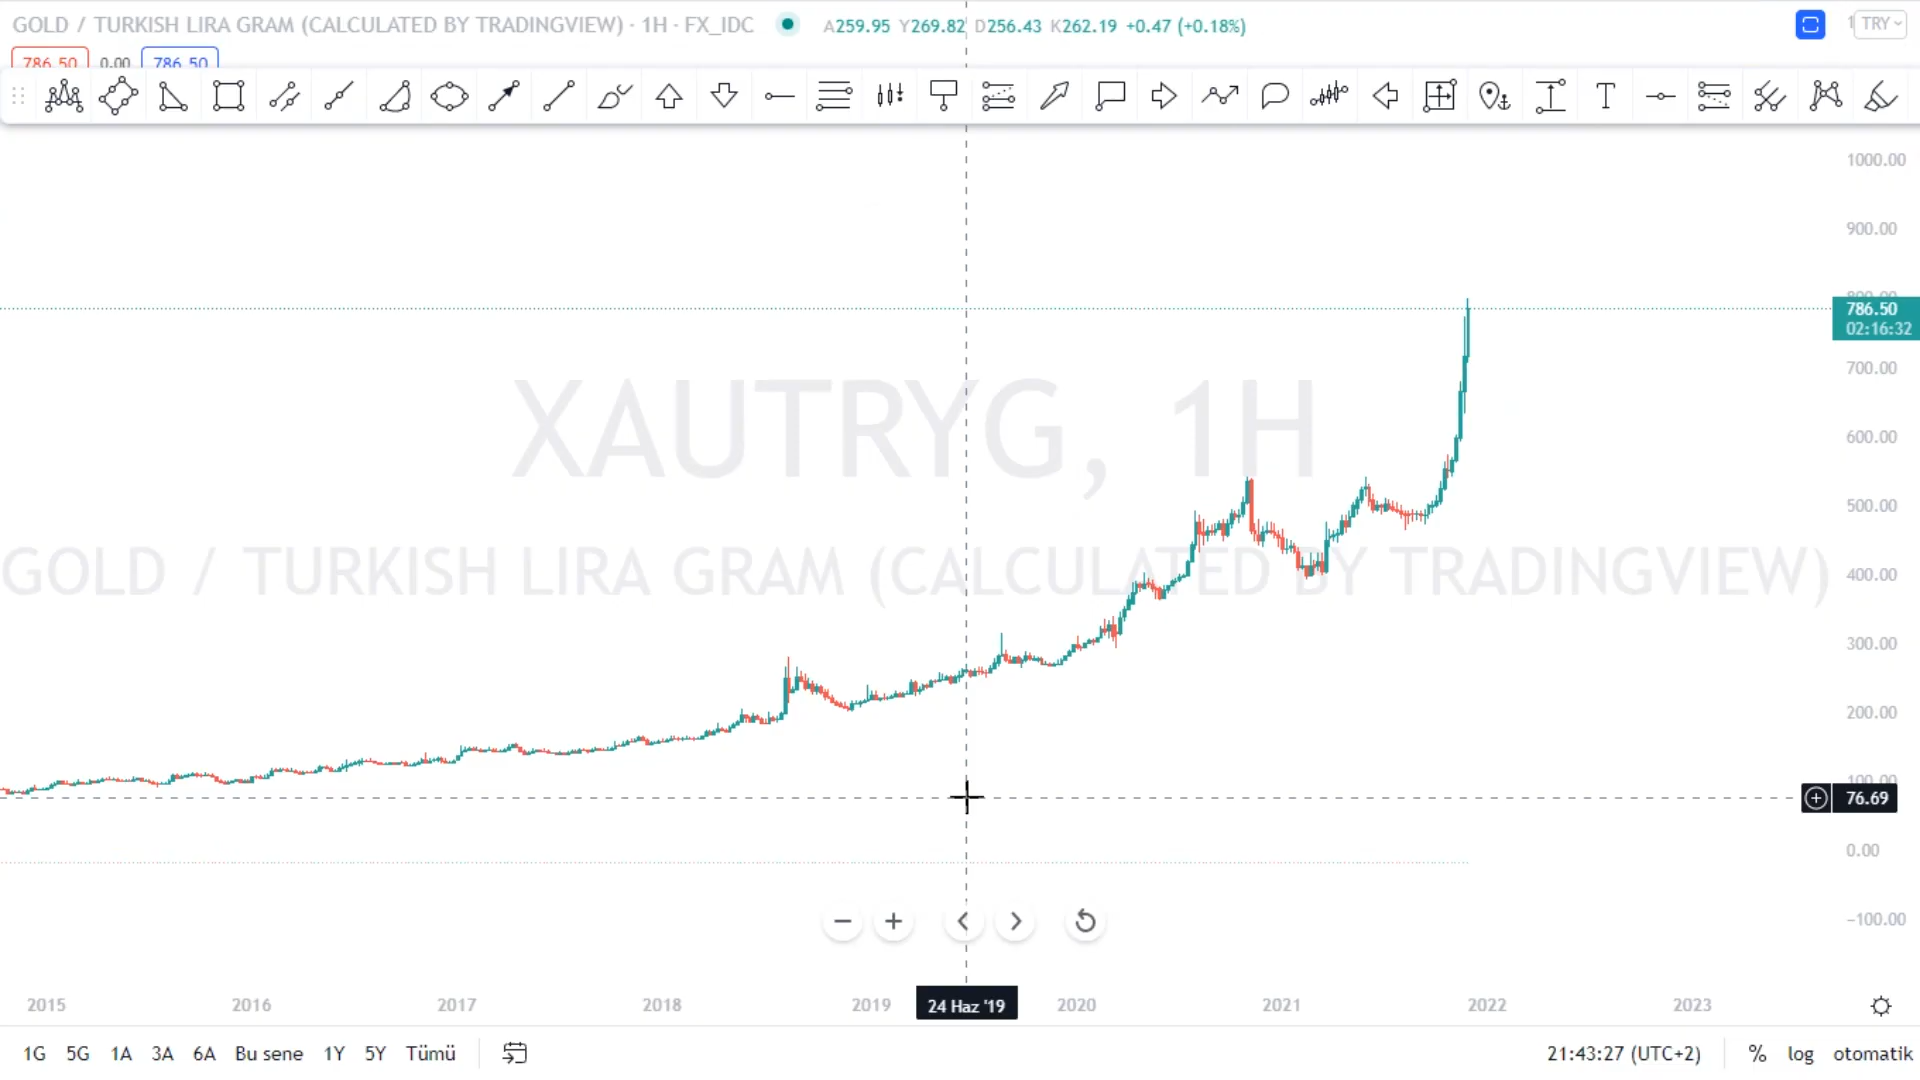 GOLD / TURKISH LIRA GRAM (CALCULATED BY TRADINGVIEW) · 1H · FX_IDC A259.95 Y269.82 D256.43 K262.19 +0.47 (+0.18%) TRY
786.50 0.00 786.50
1000.00
900.00
786.50
02:16:32
700.00
XAUTRYG, 1H
600.00
500.00
GOLD / TURKISH LIRA GRAM (CALCULATED BY TRADINGVIEW)
400.00
300.00
200.00
100.00
76.69
0.00
−100.00
2015 2016 2017 2018 2019 24 Haz '19 2020 2021 2022 2023
1G 5G 1A 3A 6A Bu sene 1Y 5Y Tümü 21:43:27 (UTC+2) % log otomatik